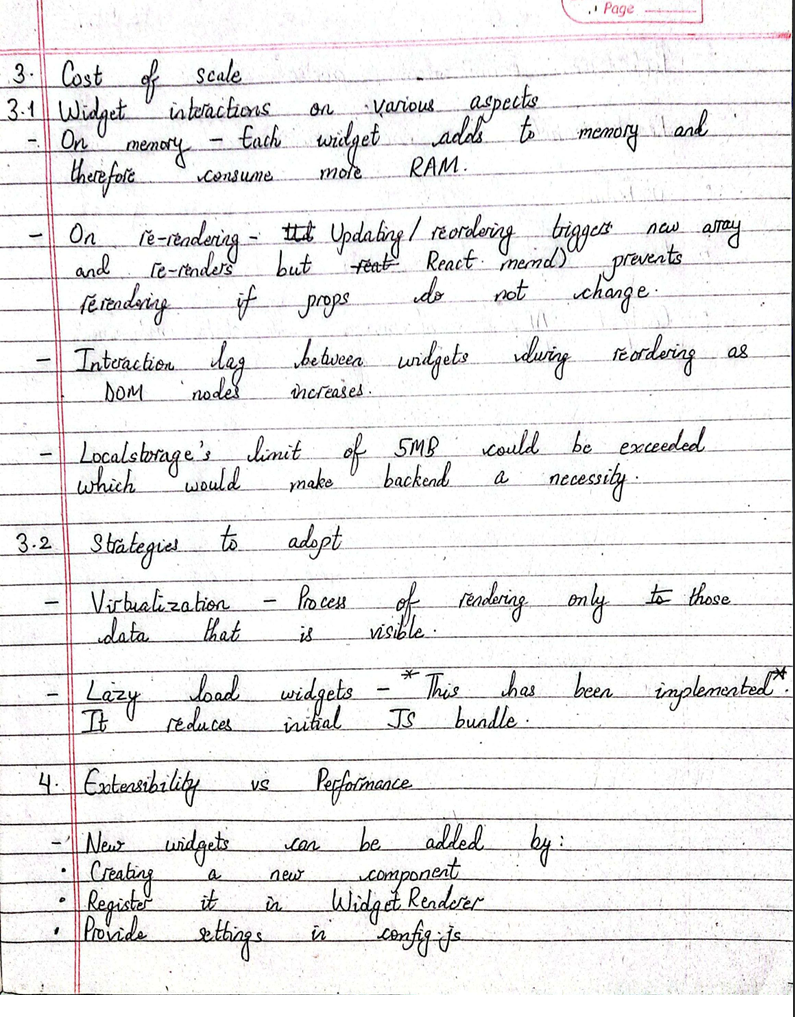 Page
3. Cost of scale
3.1 Widget interactions on various aspects
- On memory - Each widget adds to memory and
therefore consume more RAM.
- On re-rendering - Updating / reordering triggers new array
and re-renders but React.memo() prevents
rerendering if props do not change.
- Interaction lag between widgets during reordering as
DOM nodes increases.
- Localstorage's limit of 5MB could be exceeded
which would make backend a necessity.
3.2 Strategies to adopt
- Virtualization - Process of rendering only to those
data that is visible.
- Lazy load widgets - *This has been implemented*.
It reduces initial JS bundle.
4. Extensibility vs Performance
- New widgets can be added by:
• Creating a new component
• Register it in Widget Renderer
• Provide settings in config.js